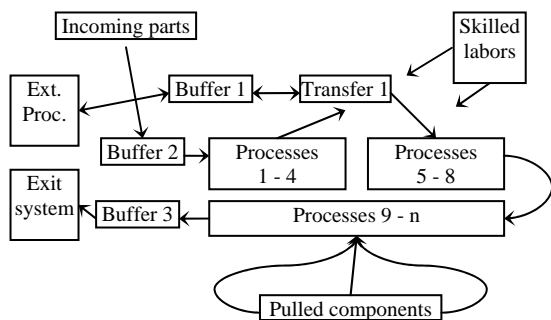 Incoming parts
Skilled
labors
Ext.
Proc.
Buffer 1
Transfer 1
Buffer 2
Processes
1 - 4
Processes
5 - 8
Exit
system
Buffer 3
Processes 9 - n
Pulled components